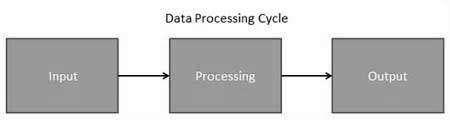 Data Processing Cycle
Input
Processing
Output